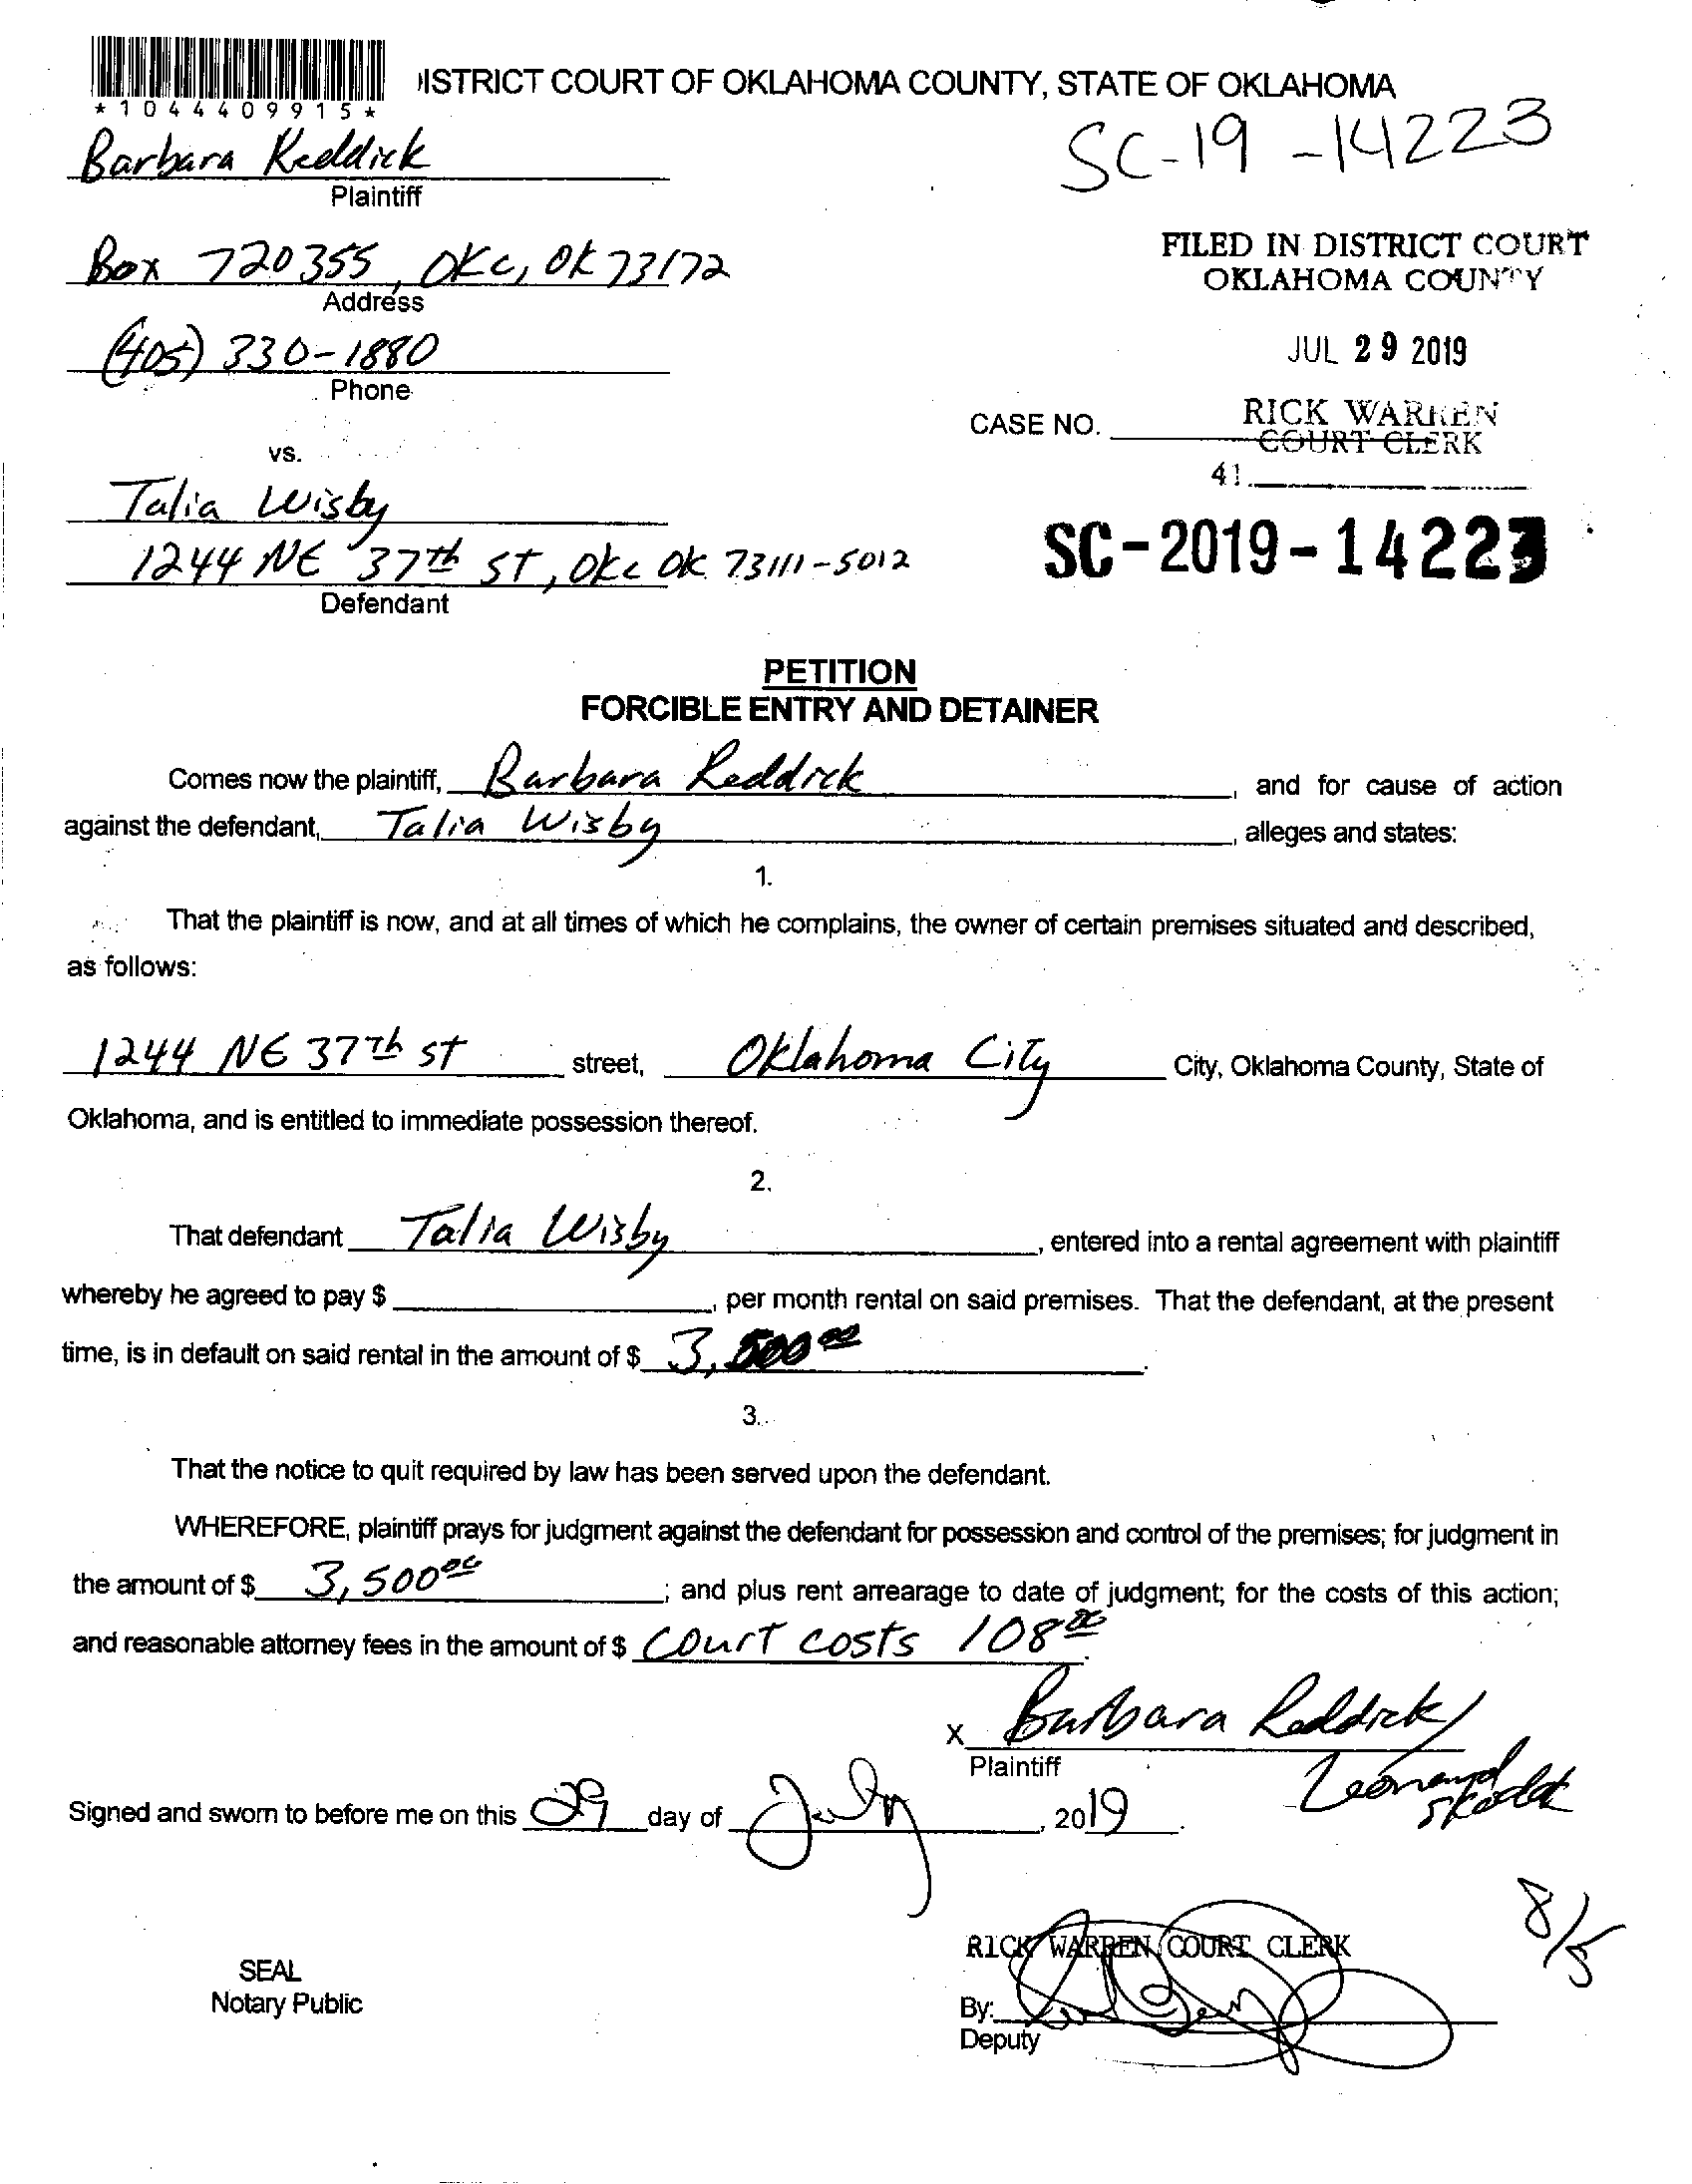 *1044409915*
ISTRICT COURT OF OKLAHOMA COUNTY, STATE OF OKLAHOMA
SC-19-14223
Barbara Reddick
Plaintiff
Box 720355, OKC, OK 73172
Address
FILED IN DISTRICT COURT
OKLAHOMA COUNTY
JUL 29 2019
(405) 330-1880
Phone
RICK WARREN
COURT CLERK
CASE NO.
41
vs.
Talia Wisby
1244 NE 37th ST, OKC OK 73111-5012
Defendant
SC-2019-14223
PETITION
FORCIBLE ENTRY AND DETAINER
Comes now the plaintiff, Barbara Reddick, and for cause of action
against the defendant, Talia Wisby, alleges and states:
1.
That the plaintiff is now, and at all times of which he complains, the owner of certain premises situated and described,
as follows:
1244 NE 37th ST street, Oklahoma City City, Oklahoma County, State of
Oklahoma, and is entitled to immediate possession thereof.
2.
That defendant Talia Wisby, entered into a rental agreement with plaintiff
whereby he agreed to pay $, per month rental on said premises. That the defendant, at the present
time, is in default on said rental in the amount of $ 3,500.00.
3.
That the notice to quit required by law has been served upon the defendant.
WHEREFORE, plaintiff prays for judgment against the defendant for possession and control of the premises; for judgment in
the amount of $ 3,500.00; and plus rent arrearage to date of judgment; for the costs of this action;
and reasonable attorney fees in the amount of $ Court costs 108.00.
X Barbara Reddick/
Plaintiff
Leonard
Signed and sworn to before me on this 29 day of July, 2019.
8/5
RICK WARREN, COURT CLERK
SEAL
Notary Public
By:
Deputy